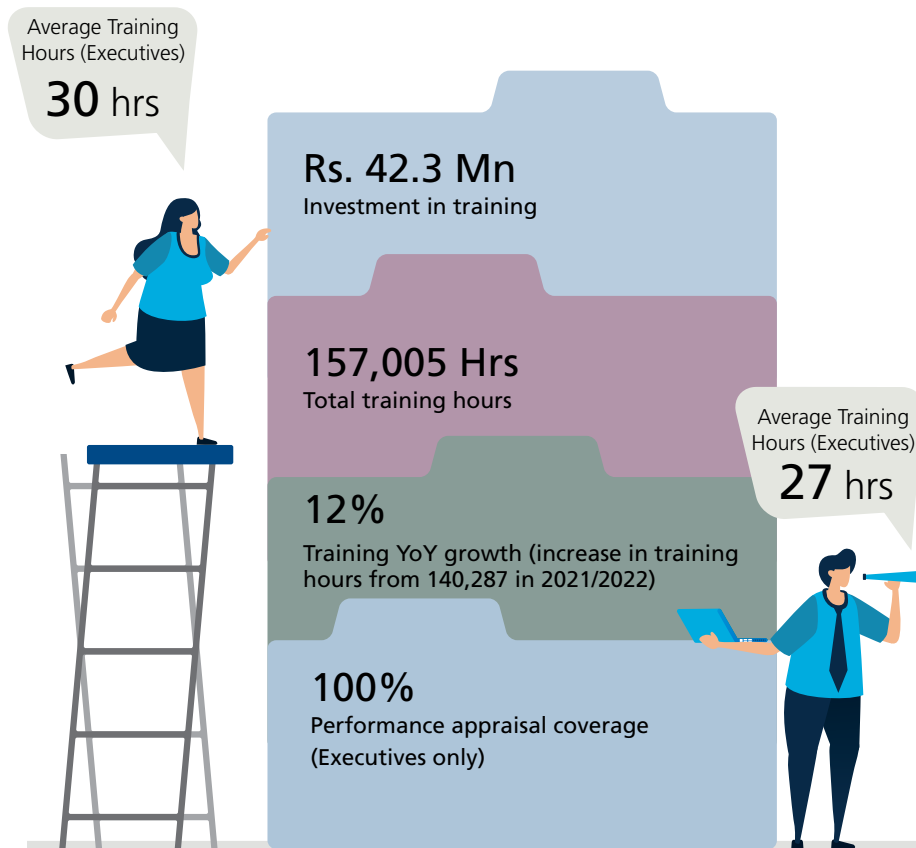 Average Training
Hours (Executives)
30 hrs
Rs. 42.3 Mn
Investment in training
157,005 Hrs
Total training hours
Average Training
Hours (Executives)
27 hrs
12%
Training YoY growth (increase in training
hours from 140,287 in 2021/2022)
100%
Performance appraisal coverage
(Executives only)